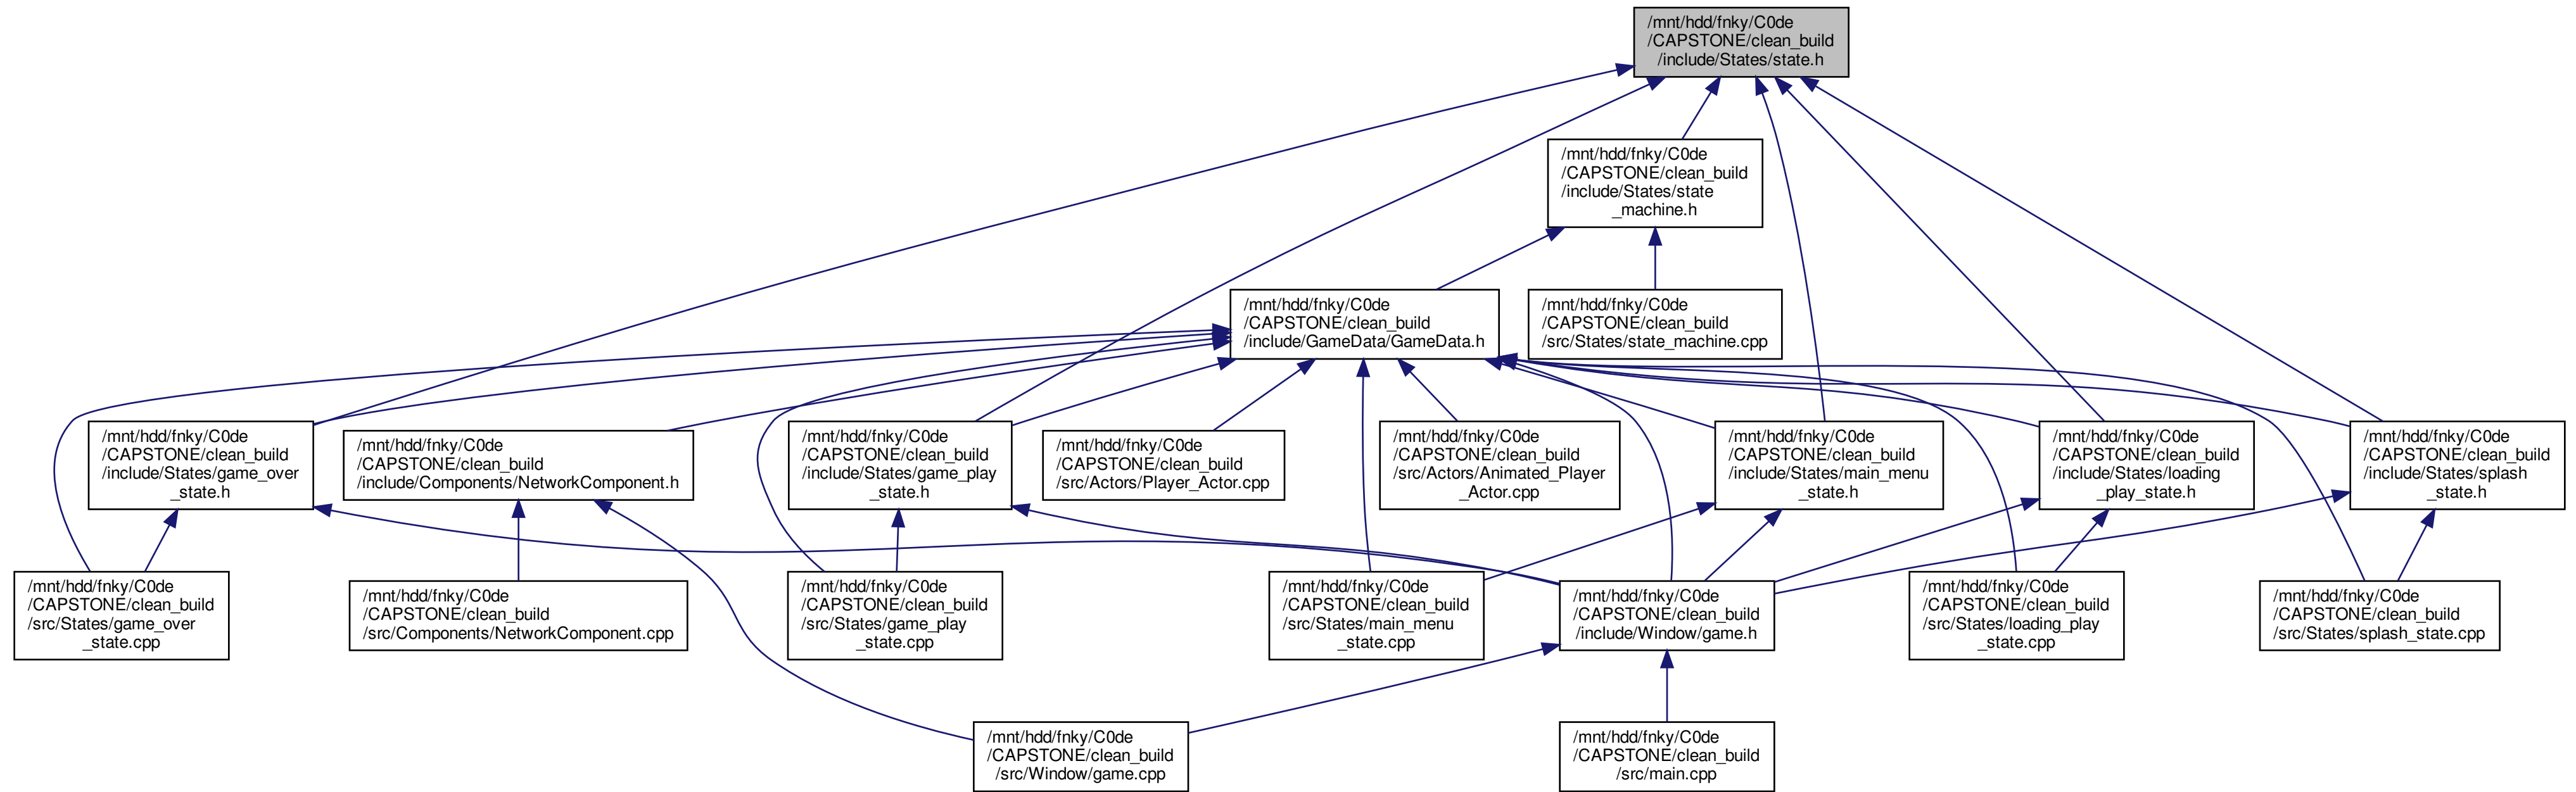 /mnt/hdd/fnky/C0de
/CAPSTONE/clean_build
/include/States/state.h
/mnt/hdd/fnky/C0de
/CAPSTONE/clean_build
/include/States/state
_machine.h
/mnt/hdd/fnky/C0de
/CAPSTONE/clean_build
/include/GameData/GameData.h
/mnt/hdd/fnky/C0de
/CAPSTONE/clean_build
/src/States/state_machine.cpp
/mnt/hdd/fnky/C0de
/CAPSTONE/clean_build
/include/States/game_over
_state.h
/mnt/hdd/fnky/C0de
/CAPSTONE/clean_build
/include/Components/NetworkComponent.h
/mnt/hdd/fnky/C0de
/CAPSTONE/clean_build
/include/States/game_play
_state.h
/mnt/hdd/fnky/C0de
/CAPSTONE/clean_build
/src/Actors/Player_Actor.cpp
/mnt/hdd/fnky/C0de
/CAPSTONE/clean_build
/src/Actors/Animated_Player
_Actor.cpp
/mnt/hdd/fnky/C0de
/CAPSTONE/clean_build
/include/States/main_menu
_state.h
/mnt/hdd/fnky/C0de
/CAPSTONE/clean_build
/include/States/loading
_play_state.h
/mnt/hdd/fnky/C0de
/CAPSTONE/clean_build
/include/States/splash
_state.h
/mnt/hdd/fnky/C0de
/CAPSTONE/clean_build
/src/States/game_over
_state.cpp
/mnt/hdd/fnky/C0de
/CAPSTONE/clean_build
/src/Components/NetworkComponent.cpp
/mnt/hdd/fnky/C0de
/CAPSTONE/clean_build
/src/States/game_play
_state.cpp
/mnt/hdd/fnky/C0de
/CAPSTONE/clean_build
/src/States/main_menu
_state.cpp
/mnt/hdd/fnky/C0de
/CAPSTONE/clean_build
/include/Window/game.h
/mnt/hdd/fnky/C0de
/CAPSTONE/clean_build
/src/States/loading_play
_state.cpp
/mnt/hdd/fnky/C0de
/CAPSTONE/clean_build
/src/States/splash_state.cpp
/mnt/hdd/fnky/C0de
/CAPSTONE/clean_build
/src/Window/game.cpp
/mnt/hdd/fnky/C0de
/CAPSTONE/clean_build
/src/main.cpp